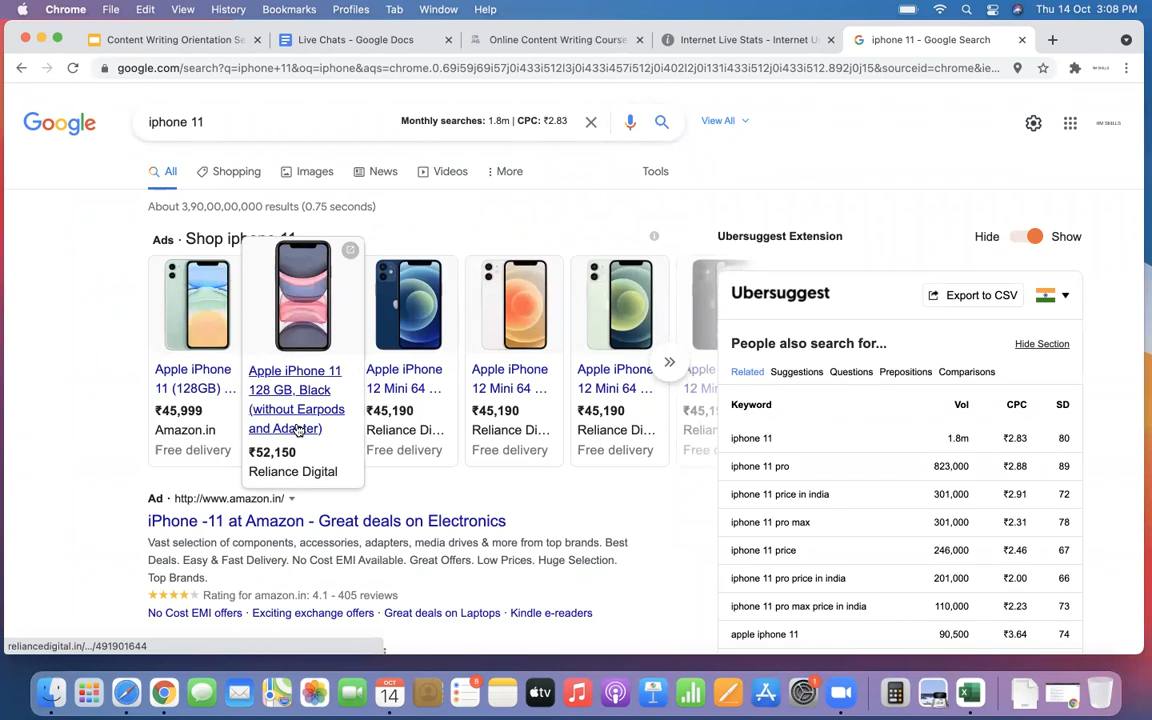 Chrome File Edit View History Bookmarks Profiles Tab Window Help Thu 14 Oct 3:08 PM
Content Writing Orientation Se Live Chats - Google Docs Online Content Writing Course Internet Live Stats - Internet U iphone 11 - Google Search
google.com/search?q=iphone+11&oq=iphone&aqs=chrome.0.69i59j69i57j0i433i512l3j0i433i457i512j0i402l2j0i131i433i512j0i433i512.892j0j15&sourceid=chrome&ie...
Google
iphone 11
Monthly searches: 1.8m | CPC: ₹2.83
View All
All Shopping Images News Videos More Tools
About 3,90,00,00,000 results (0.75 seconds)
Ads · Shop iphone 11
Apple iPhone
11 (128GB) ...
₹45,999
Amazon.in
Free delivery
Apple iPhone 11
128 GB, Black
(without Earpods
and Adapter)
₹52,150
Reliance Digital
Apple iPhone
12 Mini 64 ...
₹45,190
Reliance Di...
Free delivery
Apple iPhone
12 Mini 64 ...
₹45,190
Reliance Di...
Free delivery
Apple iPhone
12 Mini 64 ...
₹45,190
Reliance Di...
Free delivery
Ad · http://www.amazon.in/
iPhone -11 at Amazon - Great deals on Electronics
Vast selection of components, accessories, adapters, media drives & more from top brands. Best
Deals. Easy & Fast Delivery. No Cost EMI Available. Great Offers. Low Prices. Huge Selection.
Top Brands.
Rating for amazon.in: 4.1 - 405 reviews
No Cost EMI offers · Exciting exchange offers · Great deals on Laptops · Kindle e-readers
reliancedigital.in/.../491901644
Ubersuggest Extension Hide Show
Ubersuggest Export to CSV
People also search for... Hide Section
Related Suggestions Questions Prepositions Comparisons
Keyword Vol CPC SD
iphone 11 1.8m ₹2.83 80
iphone 11 pro 823,000 ₹2.88 89
iphone 11 price in india 301,000 ₹2.91 72
iphone 11 pro max 301,000 ₹2.31 78
iphone 11 price 246,000 ₹2.46 67
iphone 11 pro price in india 201,000 ₹2.00 66
iphone 11 pro max price in india 110,000 ₹2.23 73
apple iphone 11 90,500 ₹3.64 74
8
tv
OCT
14
1